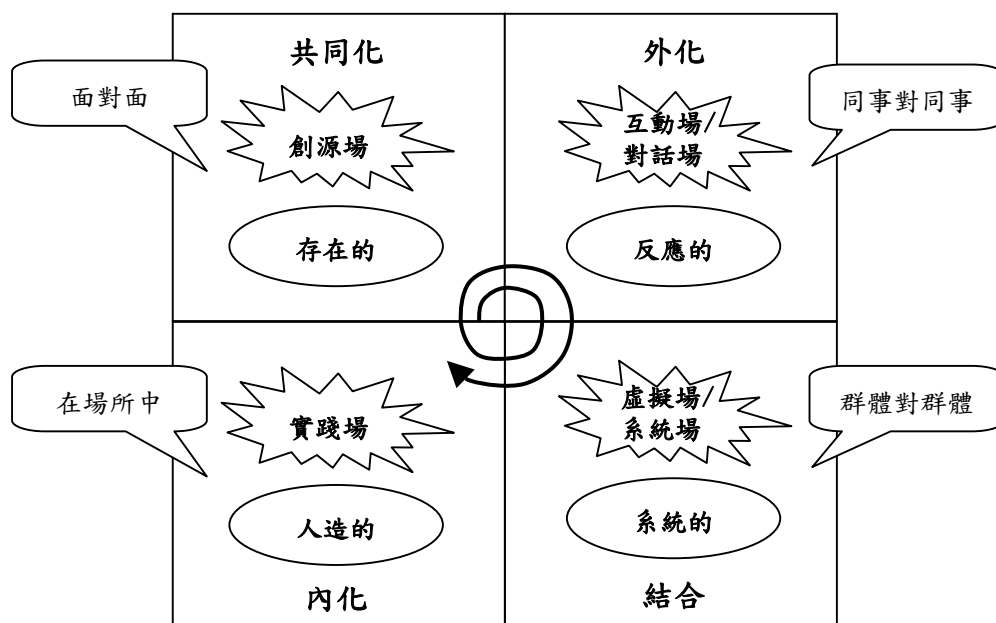 共同化
外化
面對面
創源場
互動場/
對話場
同事對同事
存在的
反應的
在場所中
實踐場
虛擬場/
系統場
群體對群體
人造的
系統的
內化
結合